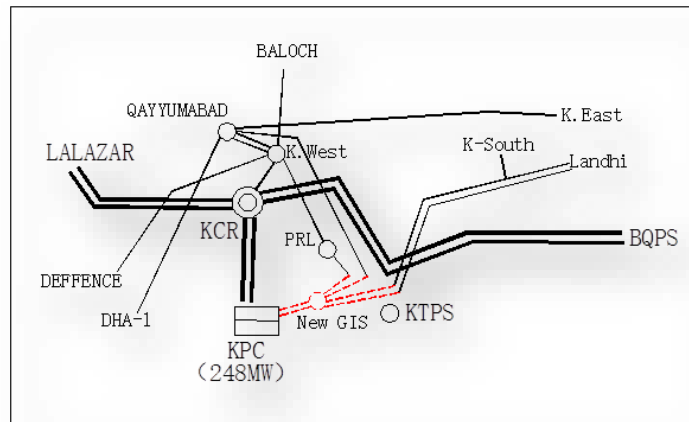 BALOCH
QAYYUMABAD
K.East
K-South
K.West
LALAZAR
Landhi
KCR
PRL
BQPS
DEFFENCE
DHA-1
New GIS
KTPS
KPC
(248MW)